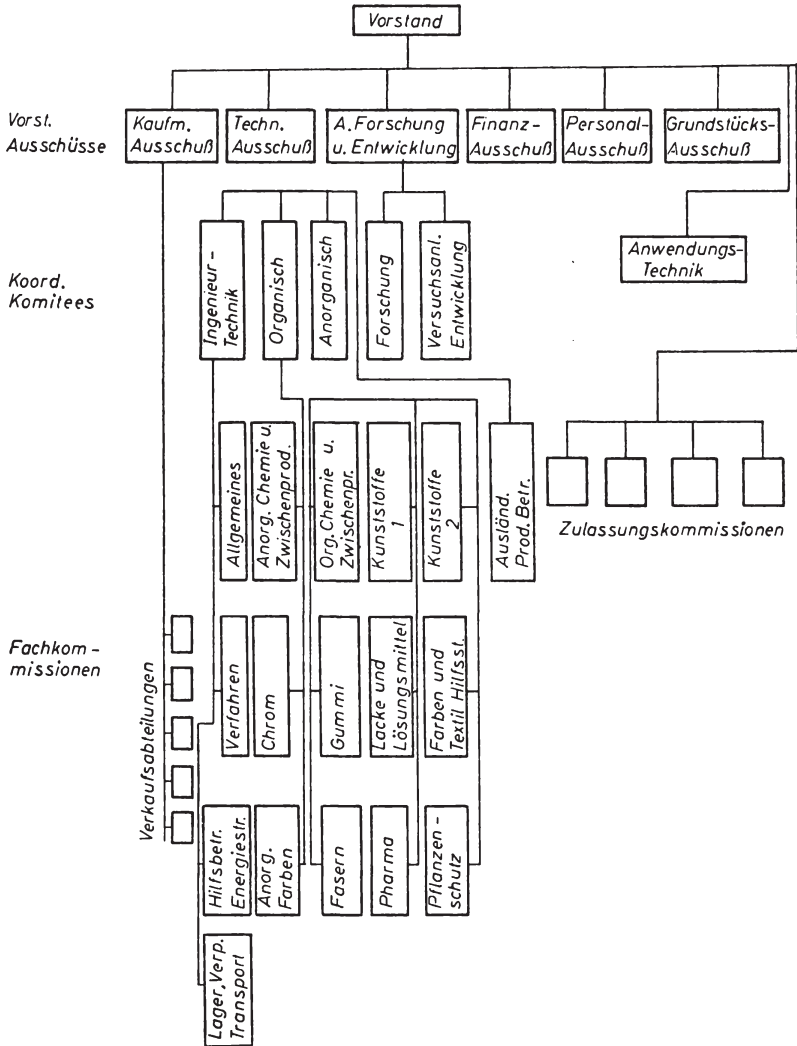 Vorstand
Vorst.
Ausschüsse
Kaufm.
Ausschuß
Techn.
Ausschuß
A. Forschung
u. Entwicklung
Finanz-
Ausschuß
Personal-
Ausschuß
Grundstücks-
Ausschuß
Koord.
Komitees
Ingenieur-
Technik
Organisch
Anorganisch
Forschung
Versuchsanl.
Entwicklung
Anwendungs-
Technik
Allgemeines
Anorg. Chemie u.
Zwischenprod.
Org. Chemie u.
Zwischenpr.
Kunststoffe
1
Kunststoffe
2
Ausländ.
Prod. Betr.
Zulassungskommissionen
Fachkom-
missionen
Verkaufsabteilungen
Verfahren
Chrom
Gummi
Lacke und
Lösungsmittel
Farben und
Textil Hilfsst.
Hilfsbetr.
Energiestr.
Anorg.
Farben
Fasern
Pharma
Pflanzen-
schutz
Lager, Verp.
Transport